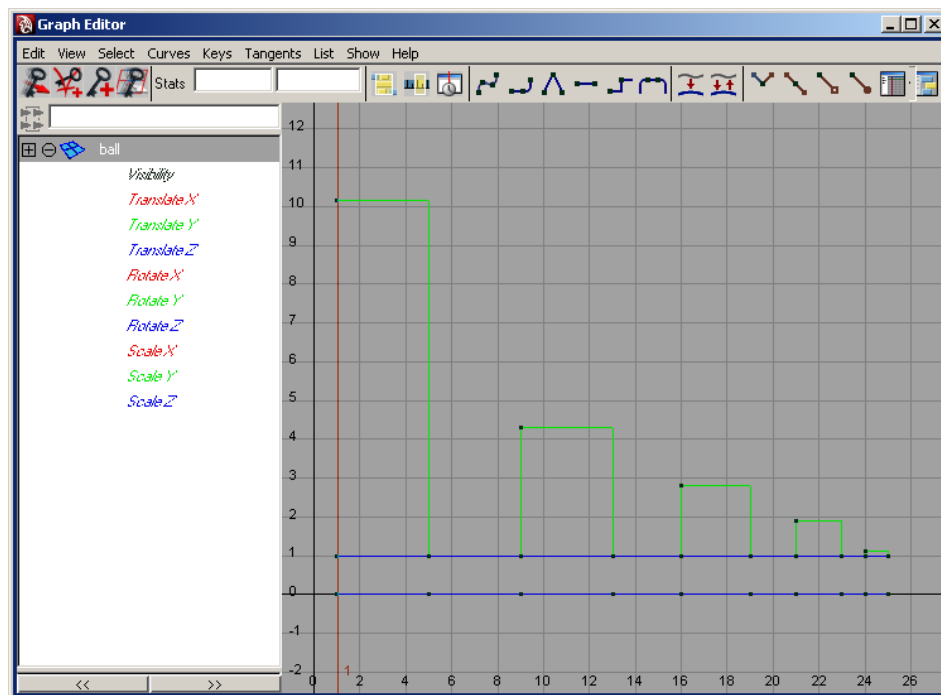 Graph Editor
Edit View Select Curves Keys Tangents List Show Help
Stats
ball
Visibility
Translate X
Translate Y
Translate Z
Rotate X
Rotate Y
Rotate Z
Scale X
Scale Y
Scale Z
<< >>
12
11
10
9
8
7
6
5
4
3
2
1
0
-1
-2
1
0 2 4 6 8 10 12 14 16 18 20 22 24 26